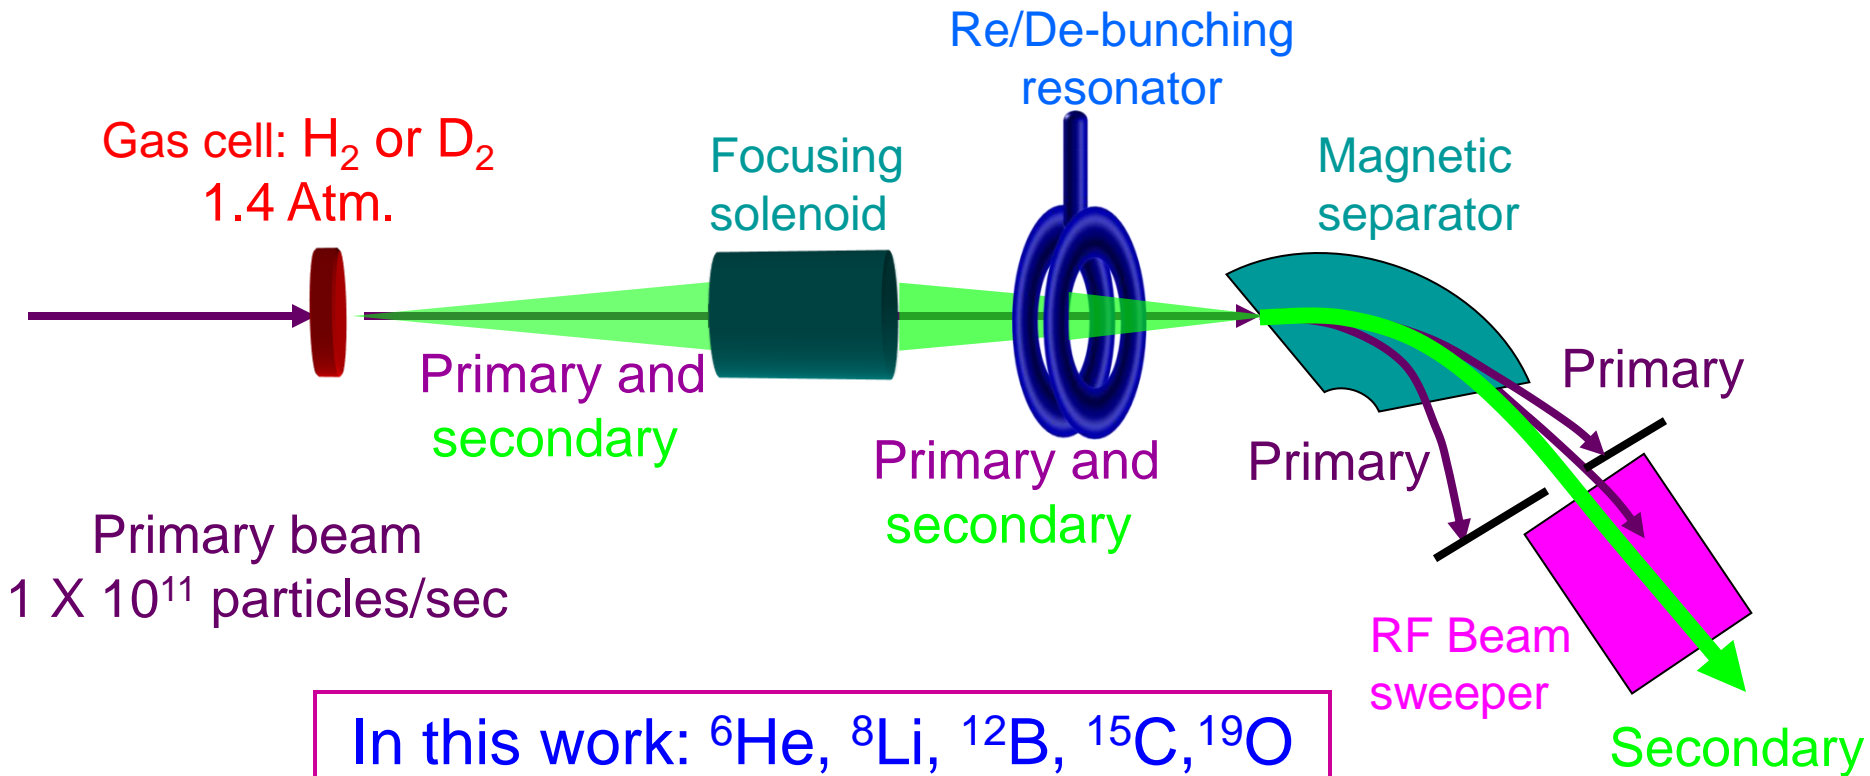 Re/De-bunching
resonator
Gas cell: H₂ or D₂
1.4 Atm.
Focusing
solenoid
Magnetic
separator
Primary and
secondary
Primary and
secondary
Primary
Primary
Primary beam
1 X 10¹¹ particles/sec
RF Beam
sweeper
In this work: ⁶He, ⁸Li, ¹²B, ¹⁵C,¹⁹O
Secondary